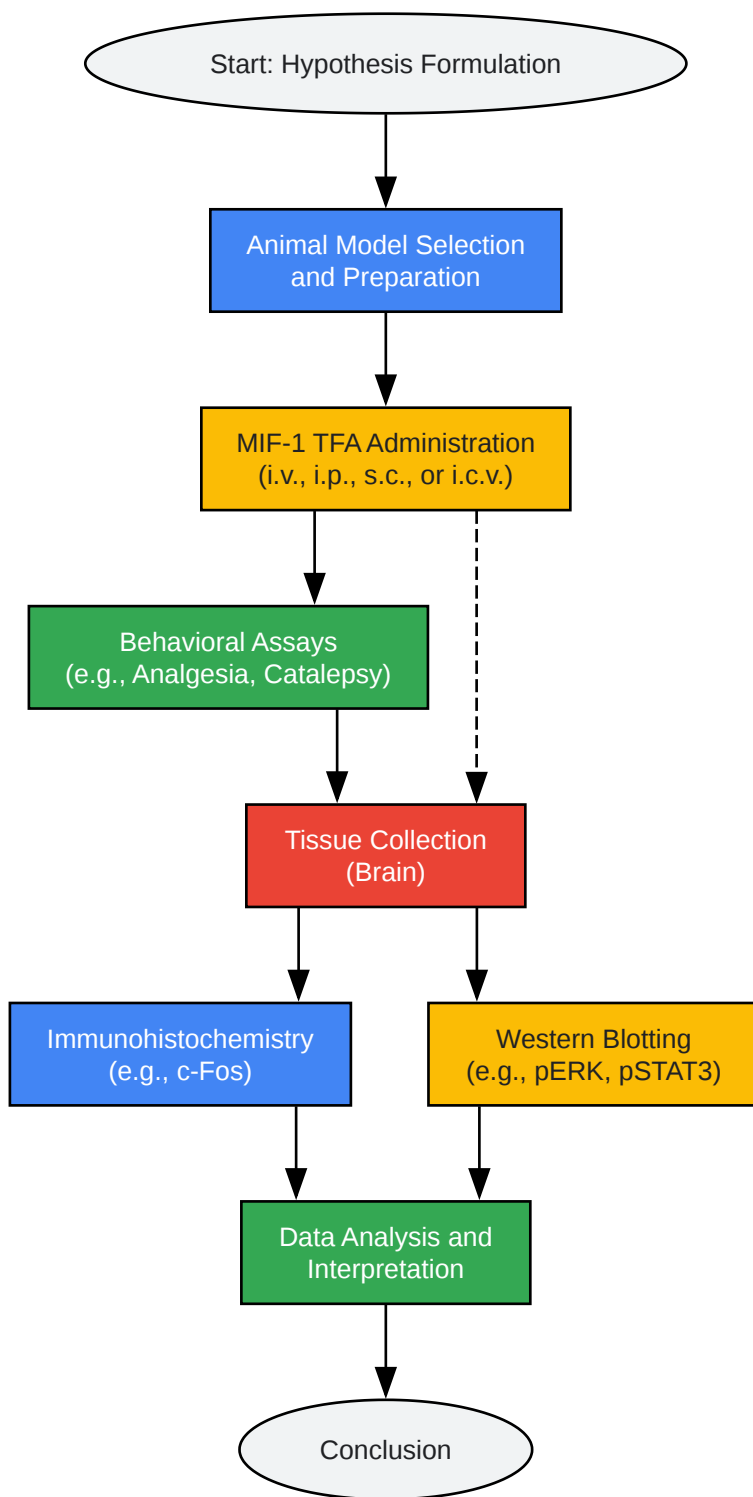 Start: Hypothesis Formulation
Animal Model Selection
and Preparation
MIF-1 TFA Administration
(i.v., i.p., s.c., or i.c.v.)
Behavioral Assays
(e.g., Analgesia, Catalepsy)
Tissue Collection
(Brain)
Immunohistochemistry
(e.g., c-Fos)
Western Blotting
(e.g., pERK, pSTAT3)
Data Analysis and
Interpretation
Conclusion